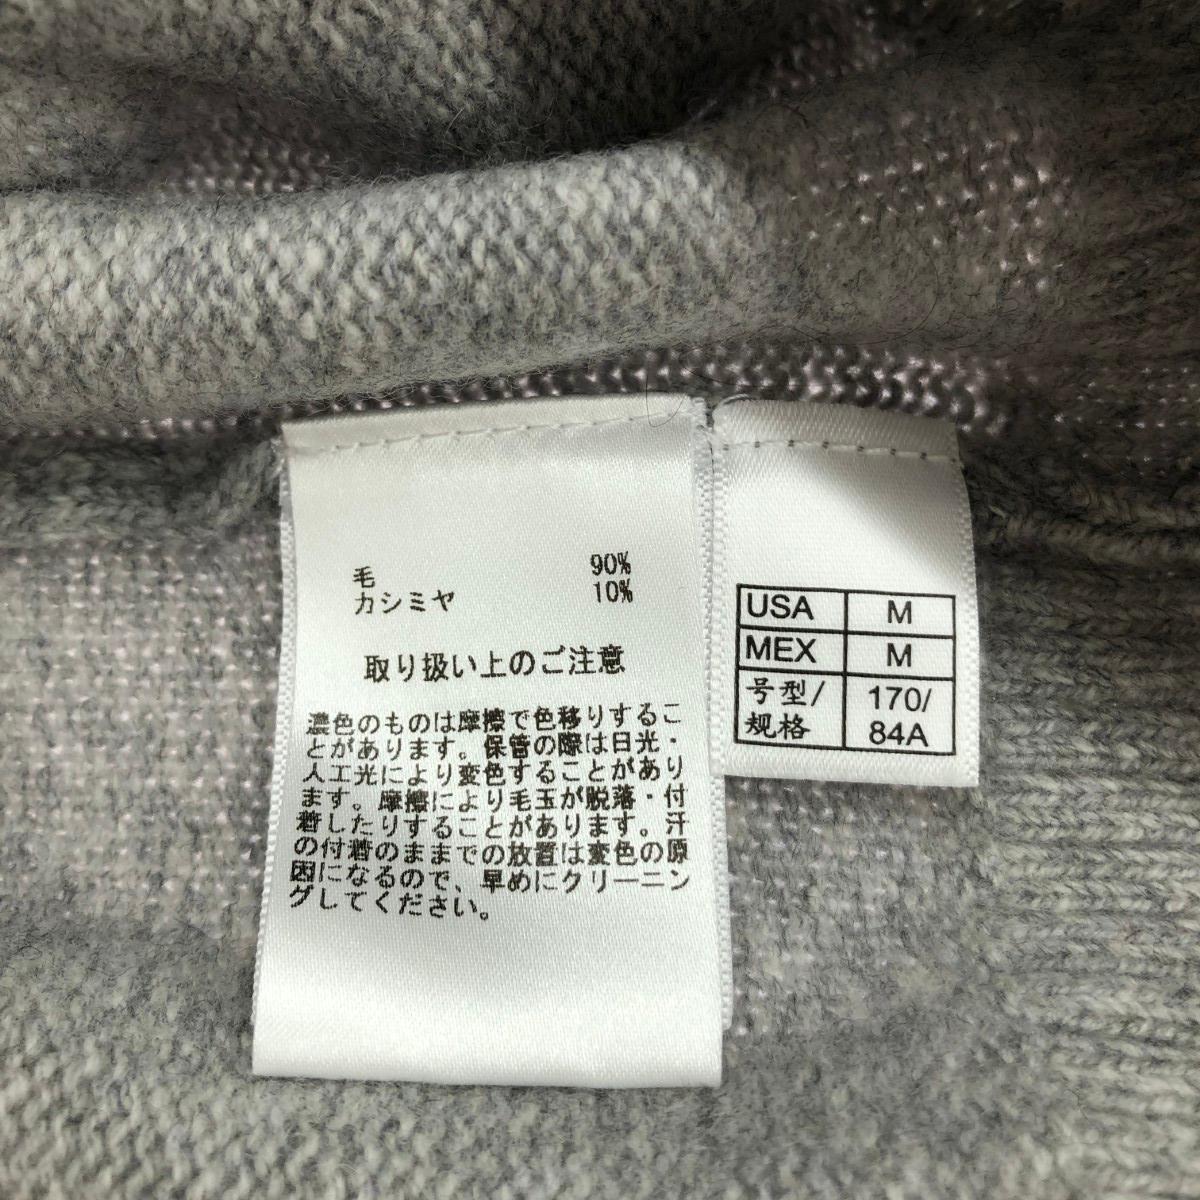 毛 90%
カシミヤ 10%
取り扱い上のご注意
濃色のものは摩擦で色移りするこ
とがあります。保管の際は日光・
人工光により変色することがあり
ます。摩擦により毛玉が脱落・付
着したりすることがあります。汗
の付着のままでの放置は変色の原
因になるので、早めにクリーニン
グしてください。
USA M
MEX M
号型/ 170/
规格 84A